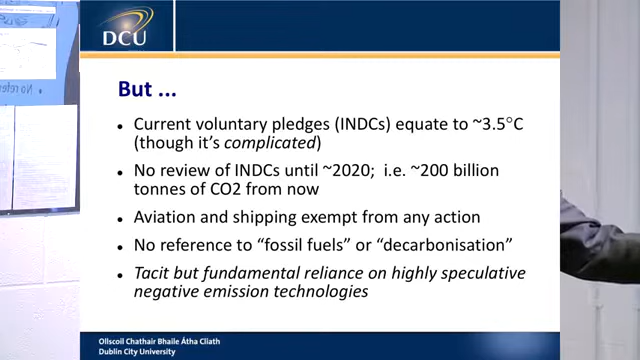 DCU
But ...
• Current voluntary pledges (INDCs) equate to ~3.5°C
(though it's complicated)
• No review of INDCs until ~2020; i.e. ~200 billion
tonnes of CO2 from now
• Aviation and shipping exempt from any action
• No reference to "fossil fuels" or "decarbonisation"
• Tacit but fundamental reliance on highly speculative
negative emission technologies
Ollscoil Chathair Bhaile Átha Cliath
Dublin City University